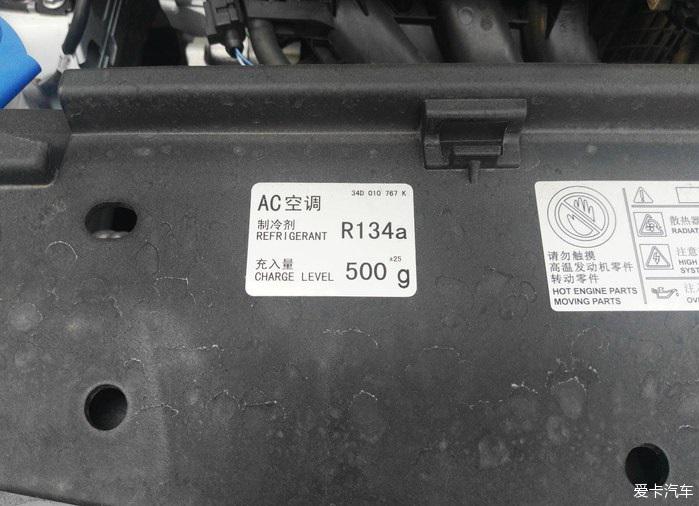 34D 010 767 K
AC空调
制冷剂
REFRIGERANT R134a
充入量
CHARGE LEVEL 500 ±25 g
请勿触摸
高温发动机零件
转动零件
HOT ENGINE PARTS
MOVING PARTS
散热器
RADIAT
注意
HIGH
SYST
爱卡汽车